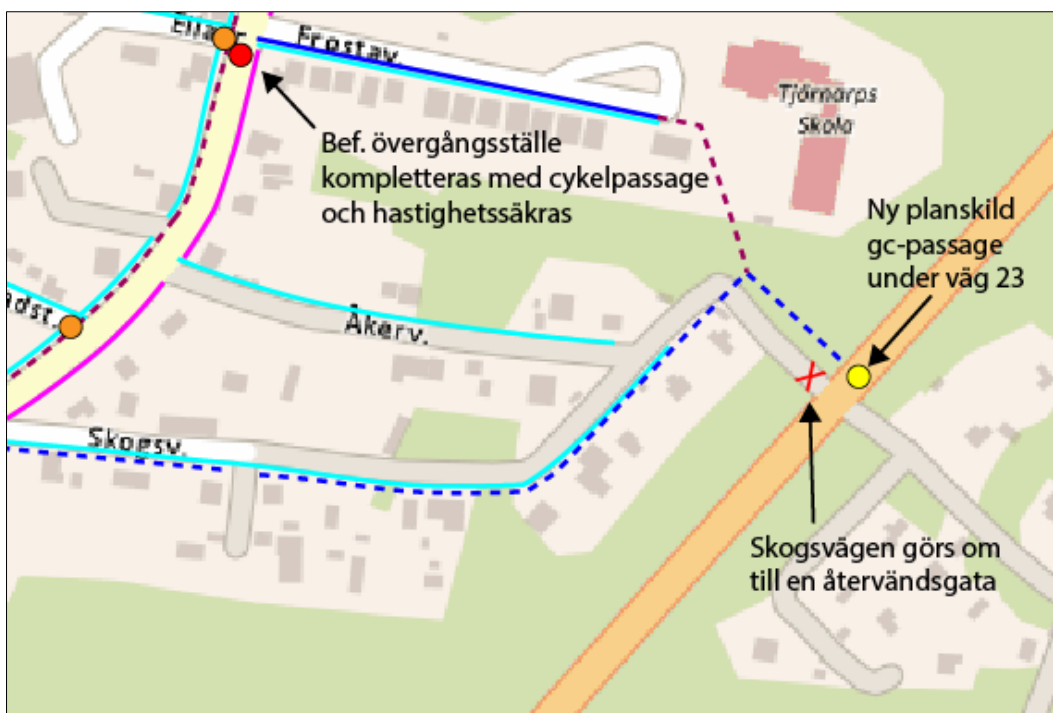 Frostav.
Tjörnarps
Skola
Bef. övergångsställe
kompletteras med cykelpassage
och hastighetssäkras
Ny planskild
gc-passage
under väg 23
Åkerv.
Skogsv.
Skogsvägen görs om
till en återvändsgata